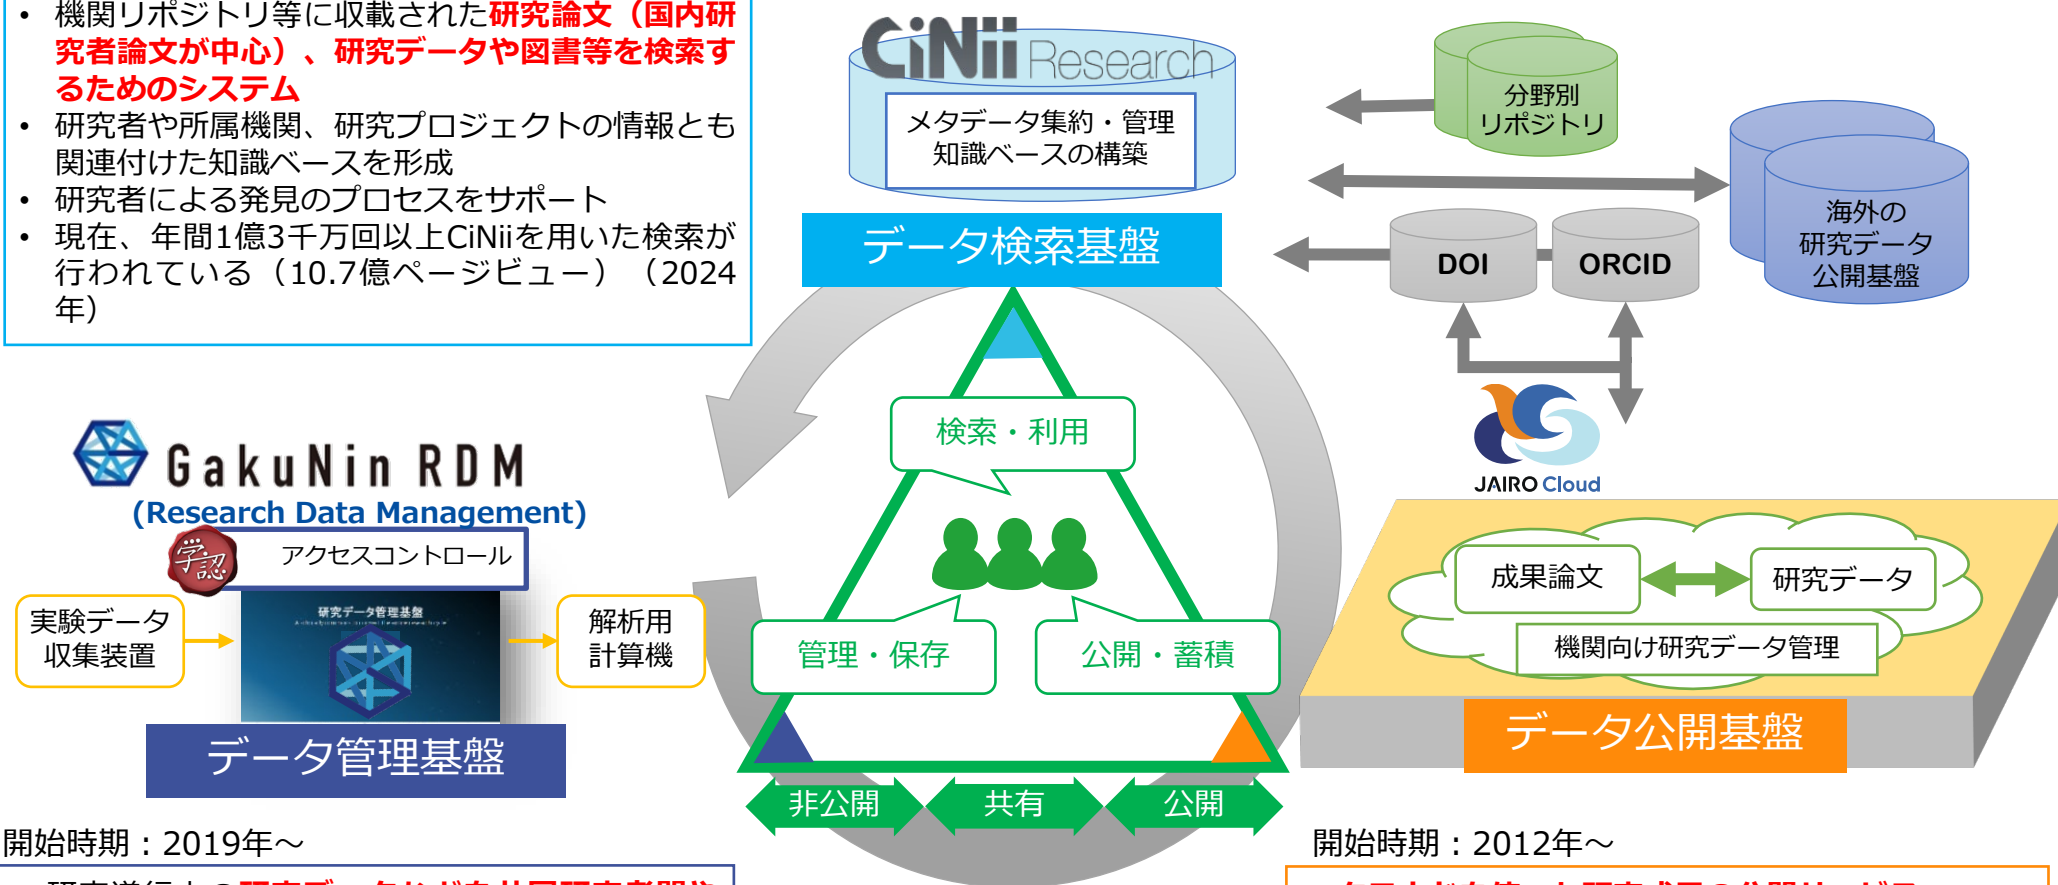 • 機関リポジトリ等に収載された研究論文（国内研
究者論文が中心）、研究データや図書等を検索す
るためのシステム
• 研究者や所属機関、研究プロジェクトの情報とも
関連付けた知識ベースを形成
• 研究者による発見のプロセスをサポート
• 現在、年間1億3千万回以上CiNiiを用いた検索が
行われている（10.7億ページビュー）（2024
年）
CiNii Research
メタデータ集約・管理
知識ベースの構築
データ検索基盤
分野別
リポジトリ
海外の
研究データ
公開基盤
DOI
ORCID
JAIRO Cloud
検索・利用
管理・保存
公開・蓄積
非公開
共有
公開
GakuNin RDM
(Research Data Management)
学認
アクセスコントロール
実験データ
収集装置
研究データ管理基盤
解析用
計算機
データ管理基盤
成果論文
研究データ
機関向け研究データ管理
データ公開基盤
開始時期：2019年～
開始時期：2012年～